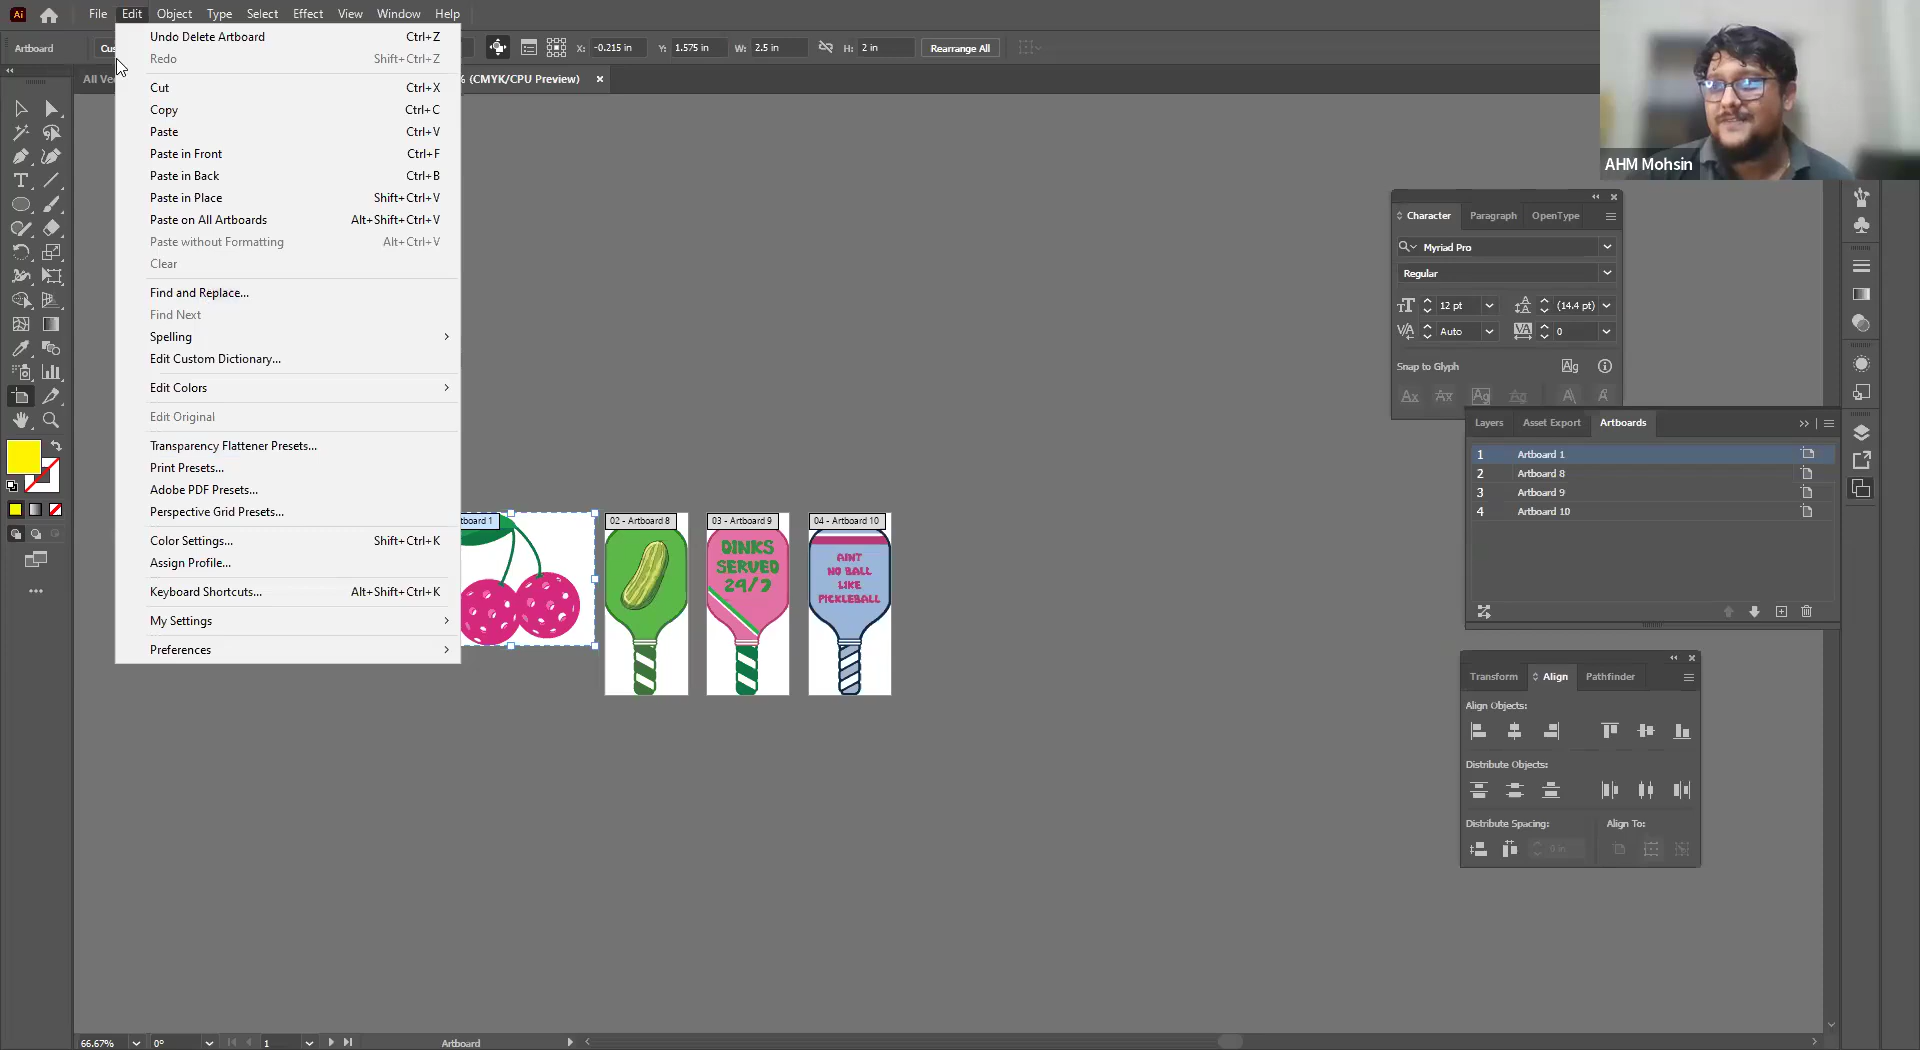 Ai File Edit Object Type Select Effect View Window Help
Artboard X: -0.215 in Y: 1.575 in W: 2.5 in H: 2 in Rearrange All
% (CMYK/CPU Preview) ×
Undo Delete Artboard Ctrl+Z
Redo Shift+Ctrl+Z
Cut Ctrl+X
Copy Ctrl+C
Paste Ctrl+V
Paste in Front Ctrl+F
Paste in Back Ctrl+B
Paste in Place Shift+Ctrl+V
Paste on All Artboards Alt+Shift+Ctrl+V
Paste without Formatting Alt+Ctrl+V
Clear
Find and Replace...
Find Next
Spelling
Edit Custom Dictionary...
Edit Colors
Edit Original
Transparency Flattener Presets...
Print Presets...
Adobe PDF Presets...
Perspective Grid Presets...
Color Settings... Shift+Ctrl+K
Assign Profile...
Keyboard Shortcuts... Alt+Shift+Ctrl+K
My Settings
Preferences
tboard 1
02 - Artboard 8
03 - Artboard 9
DINKS
SERVED
29/7
04 - Artboard 10
AINT
NO BALL
LIKE
PICKLEBALL
AHM Mohsin
Character Paragraph OpenType
Myriad Pro
Regular
12 pt (14.4 pt)
Auto 0
Snap to Glyph
Layers Asset Export Artboards
1 Artboard 1
2 Artboard 8
3 Artboard 9
4 Artboard 10
Transform Align Pathfinder
Align Objects:
Distribute Objects:
Distribute Spacing: Align To:
0 in
66.67% 0° 1 Artboard